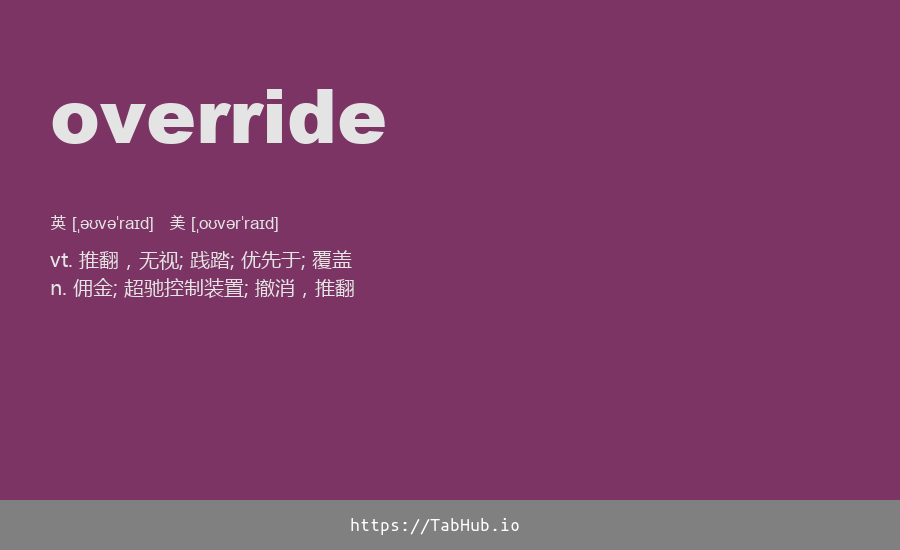 override
英 [ˌəʊvəˈraɪd] 美 [ˌoʊvərˈraɪd]
vt. 推翻，无视; 践踏; 优先于; 覆盖
n. 佣金; 超驰控制装置; 撤消，推翻
https://TabHub.io